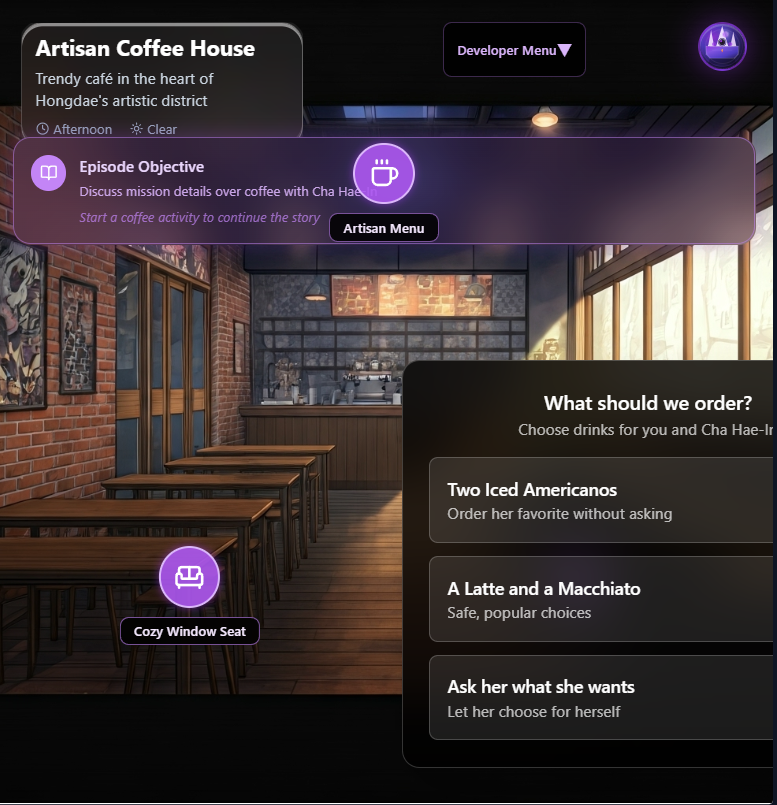 Artisan Coffee House
Developer Menu
Trendy café in the heart of
Hongdae's artistic district
Afternoon Clear
Episode Objective
Discuss mission details over coffee with Cha Hae-In
Start a coffee activity to continue the story
Artisan Menu
What should we order?
Choose drinks for you and Cha Hae-In
Two Iced Americanos
Order her favorite without asking
A Latte and a Macchiato
Safe, popular choices
Cozy Window Seat
Ask her what she wants
Let her choose for herself